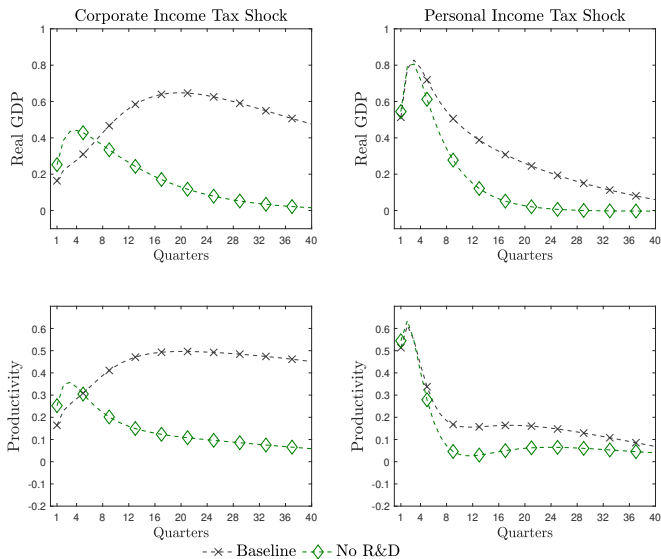 Corporate Income Tax Shock
Personal Income Tax Shock
Real GDP
1
0.8
0.6
0.4
0.2
0
1 4 8 12 16 20 24 28 32 36 40
Quarters
Real GDP
1
0.8
0.6
0.4
0.2
0
1 4 8 12 16 20 24 28 32 36 40
Quarters
Productivity
0.6
0.5
0.4
0.3
0.2
0.1
0
-0.1
-0.2
1 4 8 12 16 20 24 28 32 36 40
Quarters
Productivity
0.6
0.5
0.4
0.3
0.2
0.1
0
-0.1
-0.2
1 4 8 12 16 20 24 28 32 36 40
Quarters
Baseline No R&D